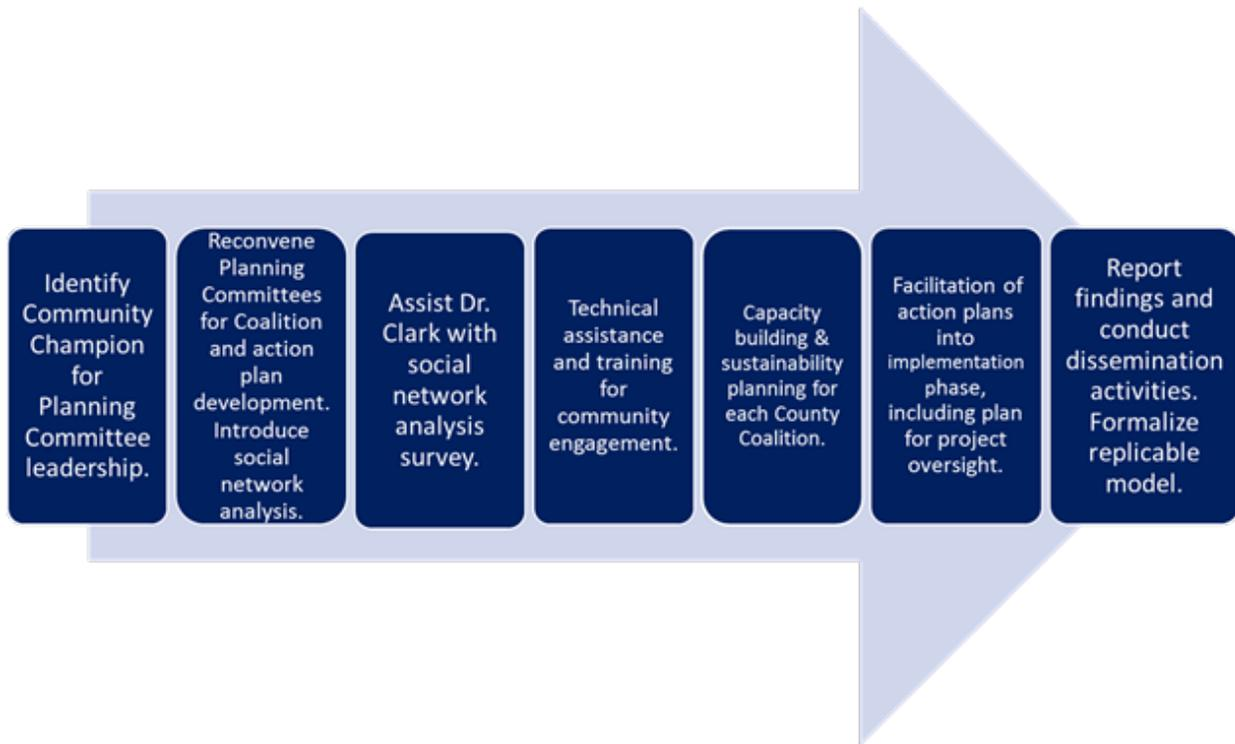 Identify
Community
Champion
for
Planning
Committee
leadership.
Reconvene
Planning
Committees
for Coalition
and action
plan
development.
Introduce
social
network
analysis.
Assist Dr.
Clark with
social
network
analysis
survey.
Technical
assistance
and training
for
community
engagement.
Capacity
building &
sustainability
planning for
each County
Coalition.
Facilitation of
action plans
into
implementation
phase,
including plan
for project
oversight.
Report
findings and
conduct
dissemination
activities.
Formalize
replicable
model.